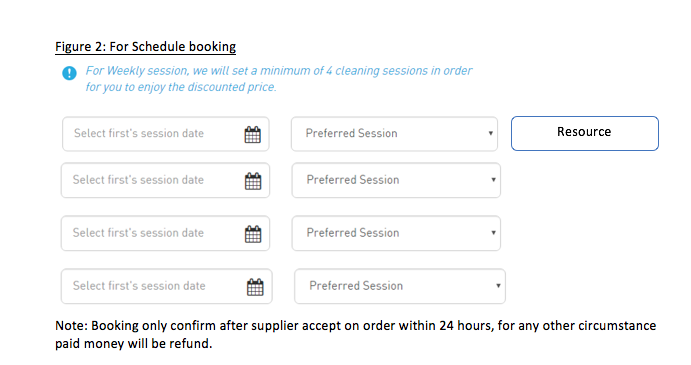 Figure 2: For Schedule booking
For Weekly session, we will set a minimum of 4 cleaning sessions in order
for you to enjoy the discounted price.
Select first's session date Preferred Session Resource
Select first's session date Preferred Session
Select first's session date Preferred Session
Select first's session date Preferred Session
Note: Booking only confirm after supplier accept on order within 24 hours, for any other circumstance
paid money will be refund.